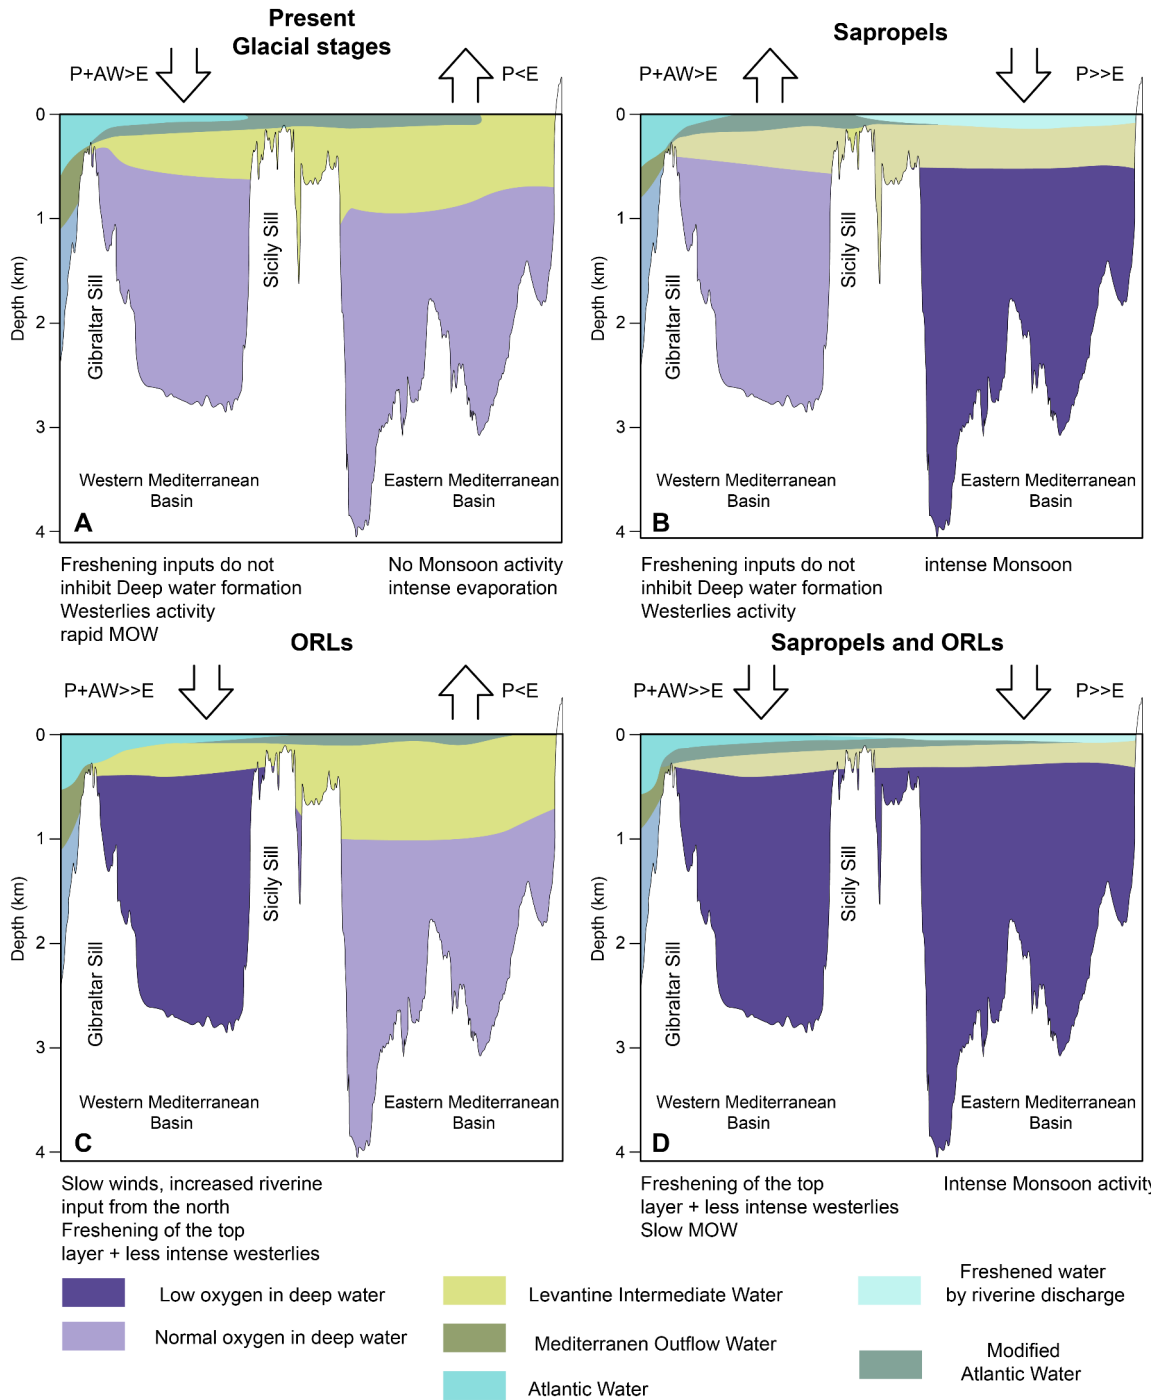 Present
Glacial stages
P+AW>E
P<E
0
1
2
3
4
Depth (km)
Gibraltar Sill
Sicily Sill
Western Mediterranean
Basin
Eastern Mediterranean
Basin
A
Freshening inputs do not
inhibit Deep water formation
Westerlies activity
rapid MOW
No Monsoon activity
intense evaporation
Sapropels
P+AW>E
P>>E
0
1
2
3
4
Depth (km)
Gibraltar Sill
Sicily Sill
Western Mediterranean
Basin
Eastern Mediterranean
Basin
B
Freshening inputs do not
inhibit Deep water formation
Westerlies activity
intense Monsoon
ORLs
P+AW>>E
P<E
0
1
2
3
4
Depth (km)
Gibraltar Sill
Sicily Sill
Western Mediterranean
Basin
Eastern Mediterranean
Basin
C
Slow winds, increased riverine
input from the north
Freshening of the top
layer + less intense westerlies
Sapropels and ORLs
P+AW>>E
P>>E
0
1
2
3
4
Depth (km)
Gibraltar Sill
Sicily Sill
Western Mediterranean
Basin
Eastern Mediterranean
Basin
D
Freshening of the top
layer + less intense westerlies
Slow MOW
Intense Monsoon activity
Low oxygen in deep water
Normal oxygen in deep water
Levantine Intermediate Water
Mediterranen Outflow Water
Atlantic Water
Freshened water
by riverine discharge
Modified
Atlantic Water